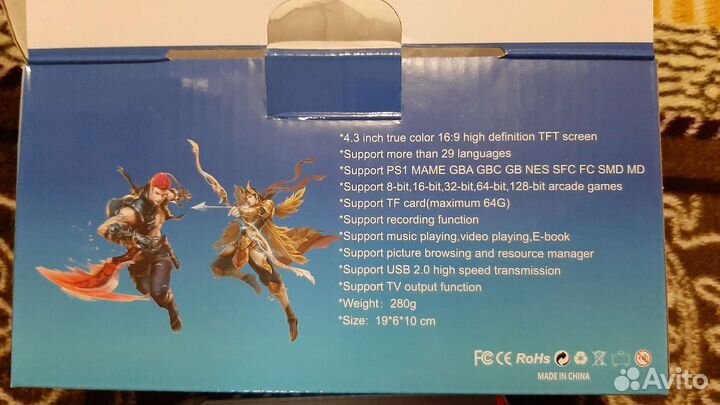 *4.3 inch true color 16:9 high definition TFT screen
*Support more than 29 languages
*Support PS1 MAME GBA GBC GB NES SFC FC SMD MD
*Support 8-bit,16-bit,32-bit,64-bit,128-bit arcade games
*Support TF card(maximum 64G)
*Support recording function
*Support music playing,video playing,E-book
*Support picture browsing and resource manager
*Support USB 2.0 high speed transmission
*Support TV output function
*Weight: 280g
*Size: 19*6*10 cm
FC CE RoHs
MADE IN CHINA
Avito